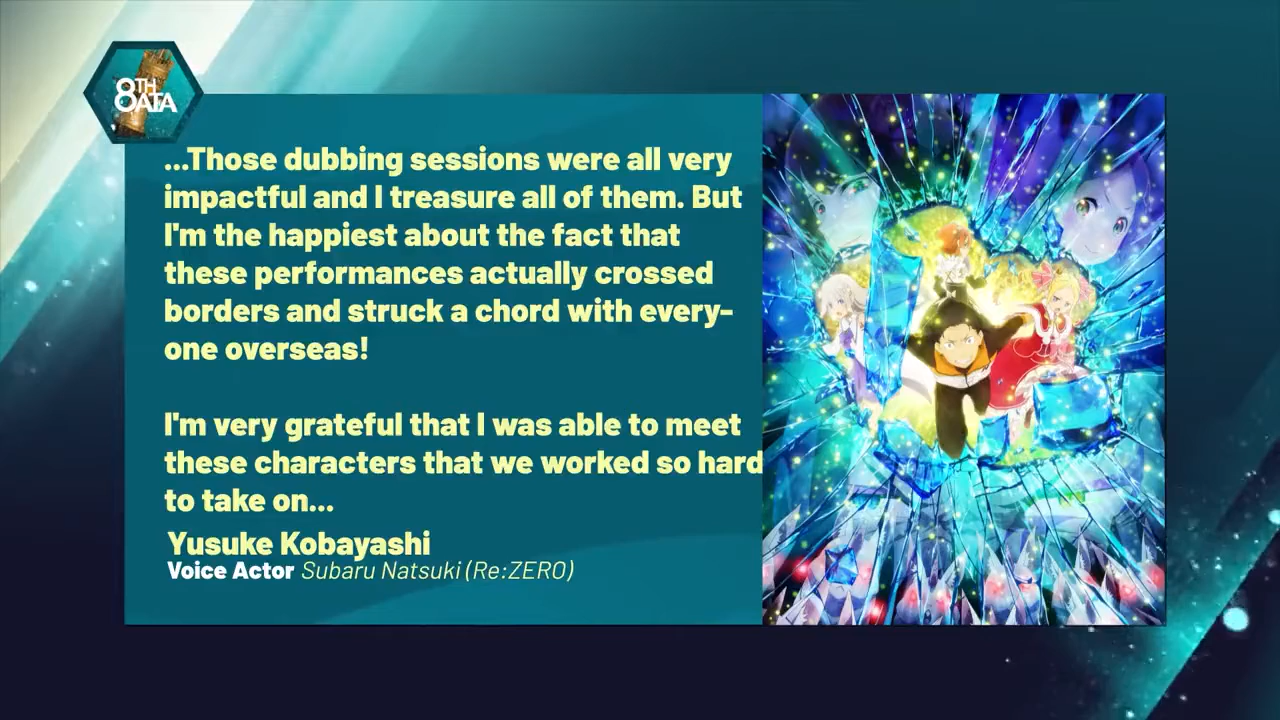 8TH
OATA
...Those dubbing sessions were all very
impactful and I treasure all of them. But
I'm the happiest about the fact that
these performances actually crossed
borders and struck a chord with every-
one overseas!
I'm very grateful that I was able to meet
these characters that we worked so hard
to take on...
Yusuke Kobayashi
Voice Actor Subaru Natsuki (Re:ZERO)